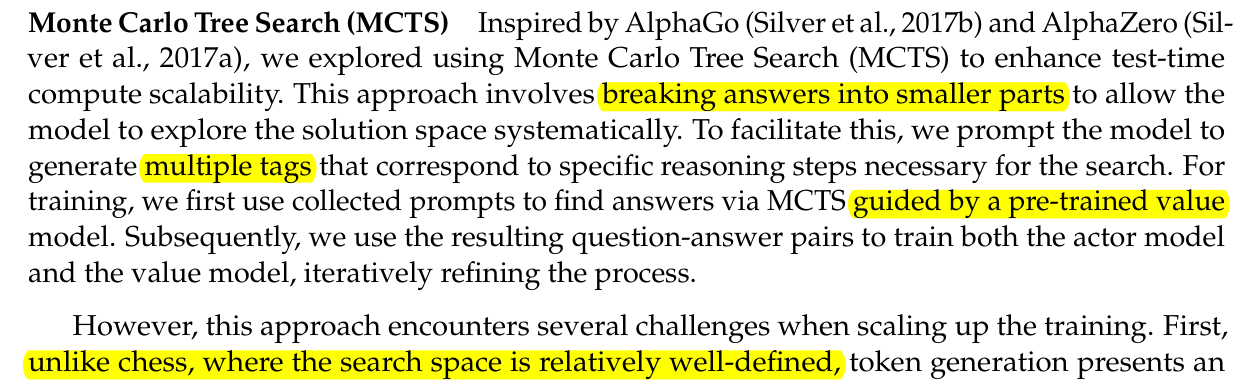 Monte Carlo Tree Search (MCTS) Inspired by AlphaGo (Silver et al., 2017b) and AlphaZero (Sil-
ver et al., 2017a), we explored using Monte Carlo Tree Search (MCTS) to enhance test-time
compute scalability. This approach involves breaking answers into smaller parts to allow the
model to explore the solution space systematically. To facilitate this, we prompt the model to
generate multiple tags that correspond to specific reasoning steps necessary for the search. For
training, we first use collected prompts to find answers via MCTS guided by a pre-trained value
model. Subsequently, we use the resulting question-answer pairs to train both the actor model
and the value model, iteratively refining the process.
However, this approach encounters several challenges when scaling up the training. First,
unlike chess, where the search space is relatively well-defined, token generation presents an